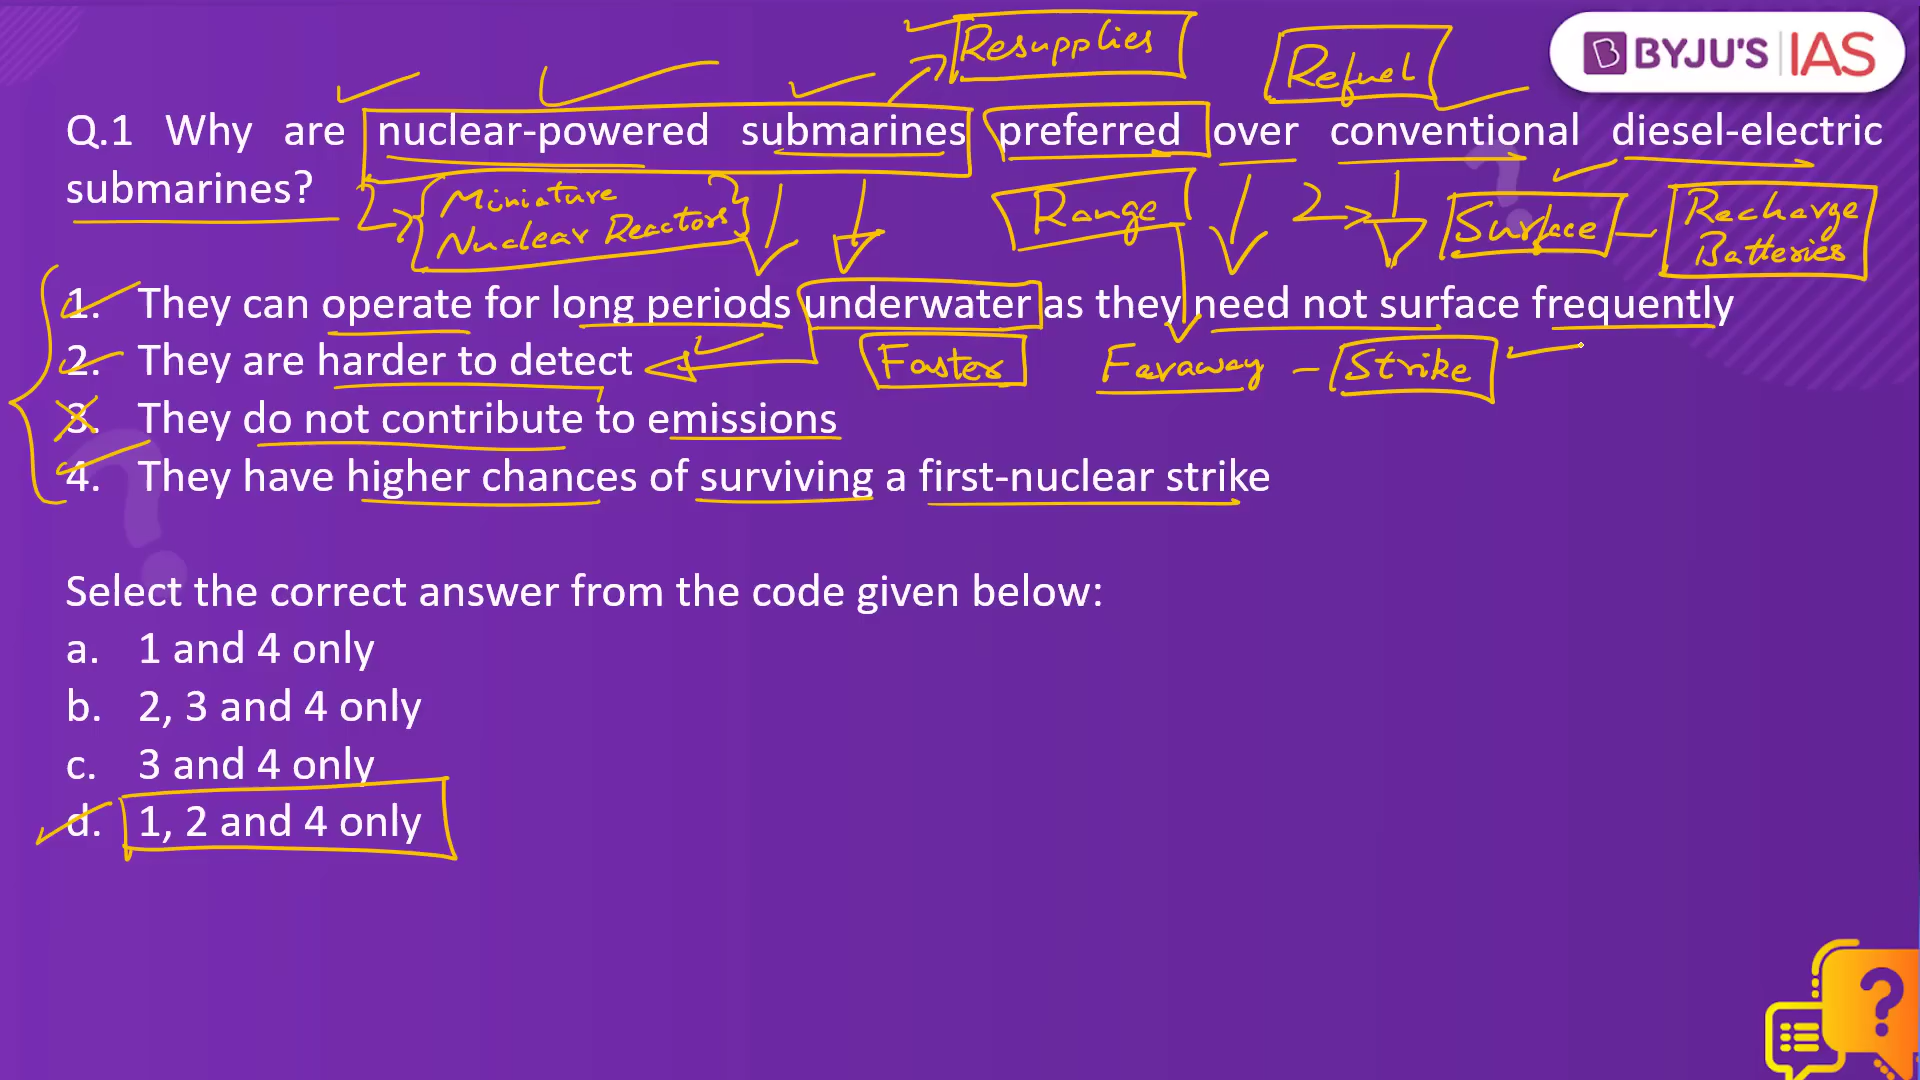 Resupplies
Refuel
BYJU'S IAS
Q.1 Why are nuclear-powered submarines preferred over conventional diesel-electric
submarines?
Miniature
Nuclear Reactors
Range
2
Surface
Recharge
Batteries
1. They can operate for long periods underwater as they need not surface frequently
2. They are harder to detect
Faster
Faraway - Strike
3. They do not contribute to emissions
4. They have higher chances of surviving a first-nuclear strike
Select the correct answer from the code given below:
a. 1 and 4 only
b. 2, 3 and 4 only
c. 3 and 4 only
d. 1, 2 and 4 only